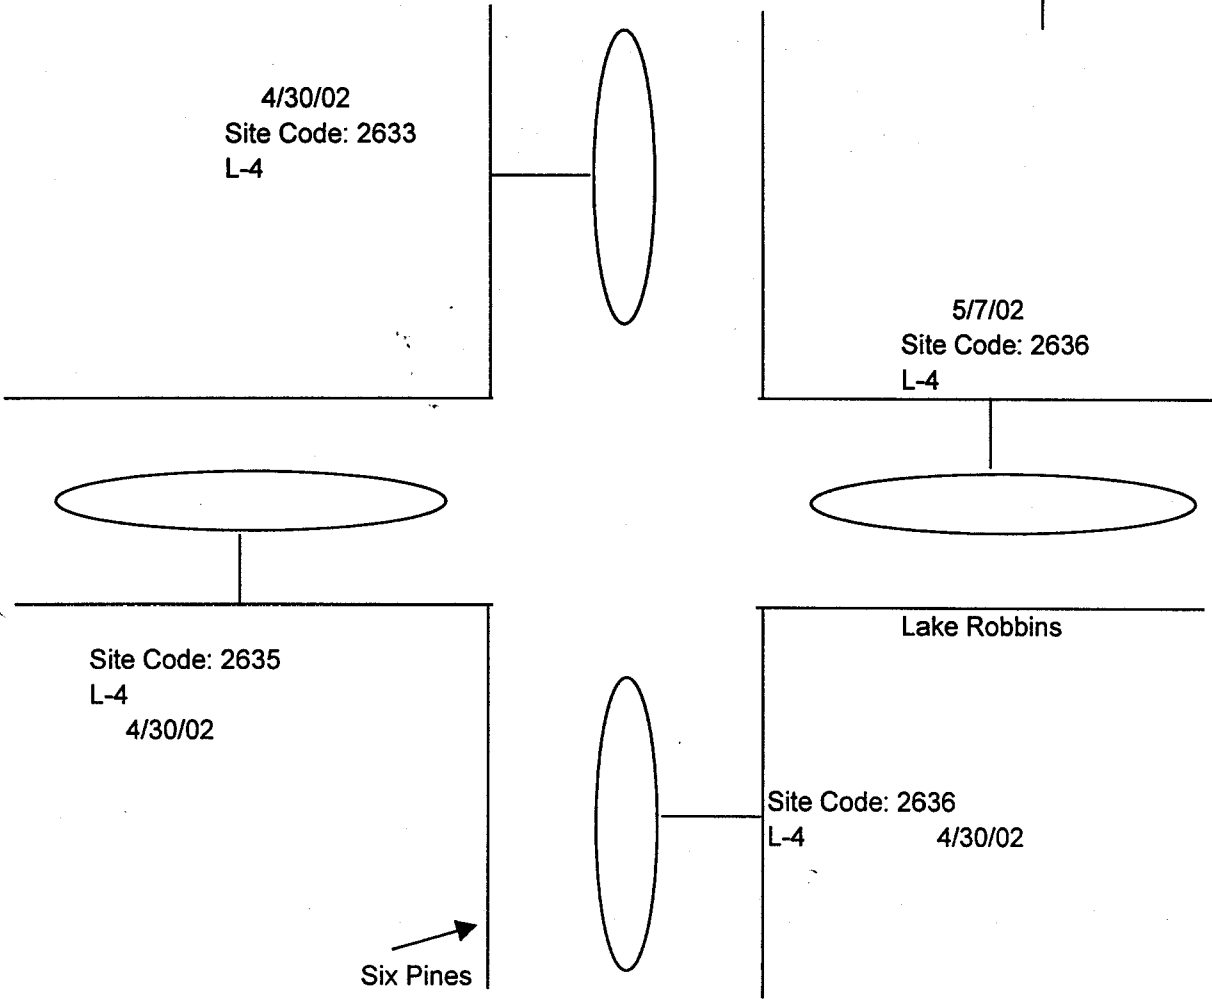 4/30/02
Site Code: 2633
L-4
5/7/02
Site Code: 2636
L-4
Lake Robbins
Site Code: 2635
L-4
4/30/02
Site Code: 2636
L-4 4/30/02
Six Pines